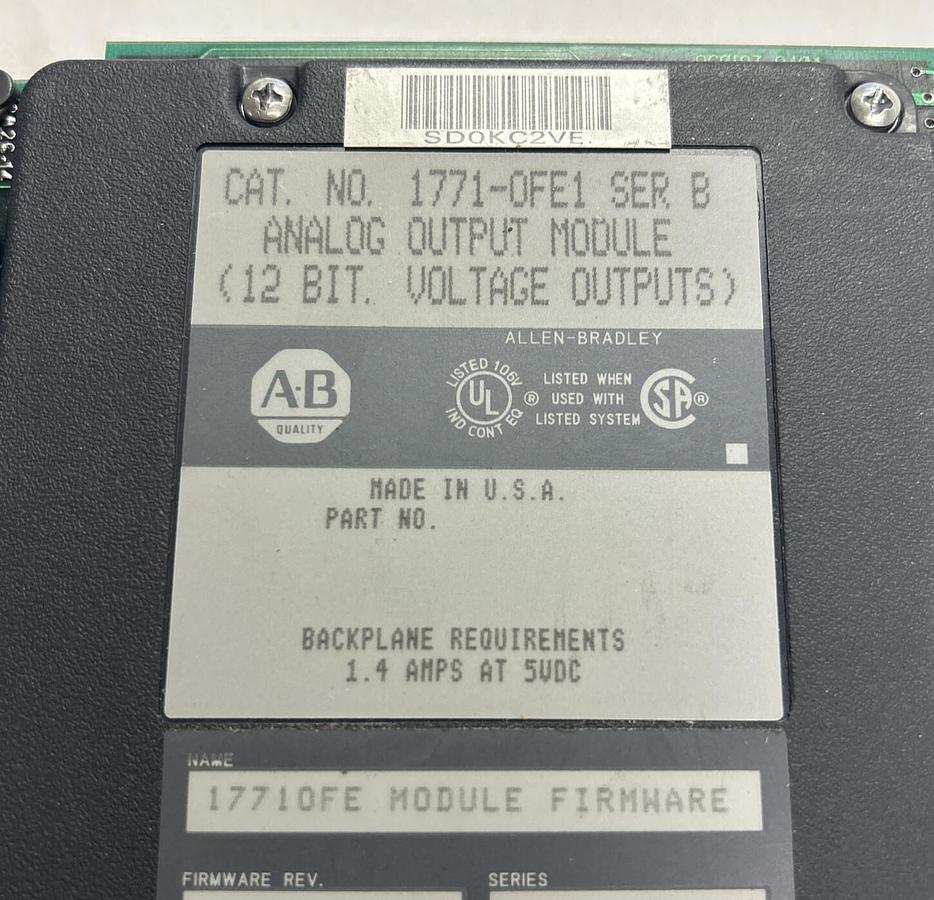 SD0KC2VE
CAT. NO. 1771-OFE1 SER B
ANALOG OUTPUT MODULE
(12 BIT. VOLTAGE OUTPUTS)
ALLEN-BRADLEY
A-B
QUALITY
LISTED 106V
UL
IND CONT EQ
®
LISTED WHEN
USED WITH
LISTED SYSTEM
SA ®
MADE IN U.S.A.
PART NO.
BACKPLANE REQUIREMENTS
1.4 AMPS AT 5VDC
NAME
1771OFE MODULE FIRMWARE
FIRMWARE REV.
SERIES